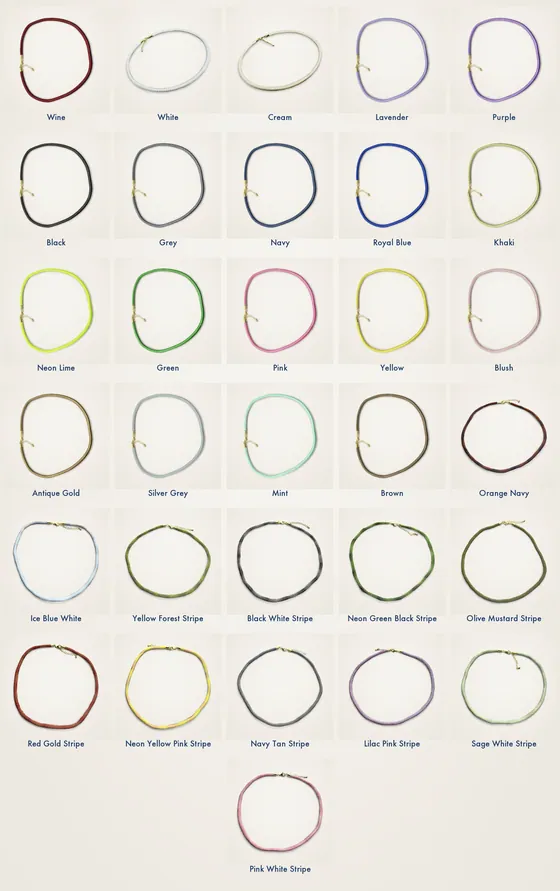 Wine
White
Cream
Lavender
Purple
Black
Grey
Navy
Royal Blue
Khaki
Neon Lime
Green
Pink
Yellow
Blush
Antique Gold
Silver Grey
Mint
Brown
Orange Navy
Ice Blue White
Yellow Forest Stripe
Black White Stripe
Neon Green Black Stripe
Olive Mustard Stripe
Red Gold Stripe
Neon Yellow Pink Stripe
Navy Tan Stripe
Lilac Pink Stripe
Sage White Stripe
Pink White Stripe